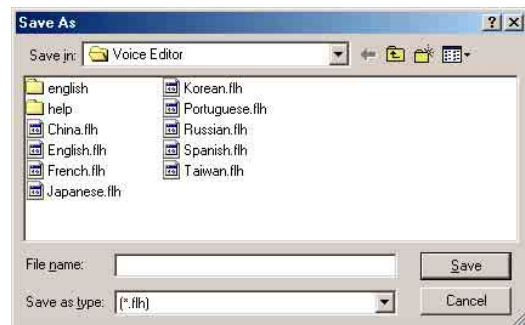 Save As
Save in: Voice Editor
english
help
China.flh
English.flh
French.flh
Japanese.flh
Korean.flh
Portuguese.flh
Russian.flh
Spanish.flh
Taiwan.flh
File name:
Save
Save as type: (*.flh)
Cancel